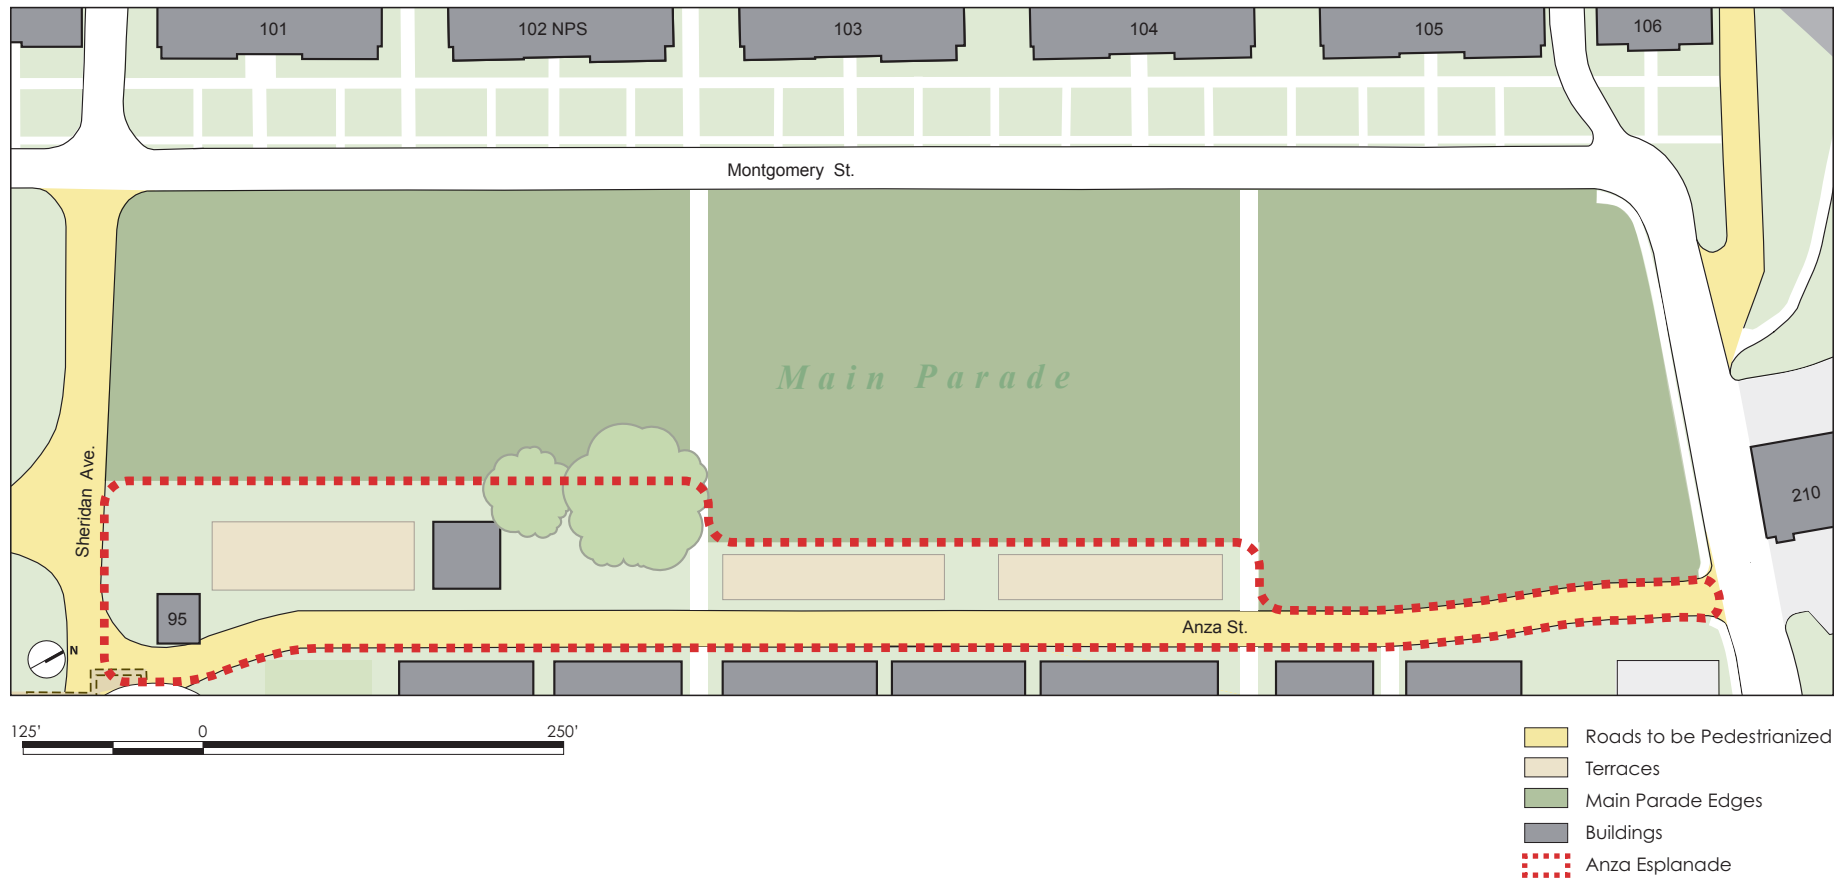 101
102 NPS
103
104
105
106
Montgomery St.
Main Parade
Sheridan Ave.
210
95
Anza St.
N
125' 0 250'
Roads to be Pedestrianized
Terraces
Main Parade Edges
Buildings
Anza Esplanade